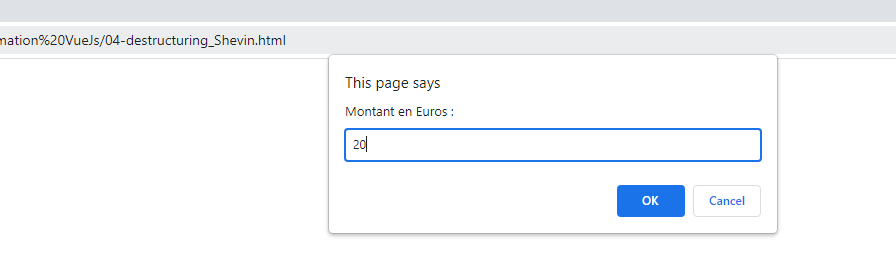 mation%20VueJs/04-destructuring_Shevin.html
This page says
Montant en Euros :
20
OK Cancel